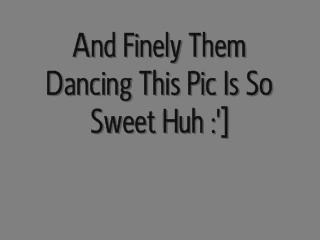 And Finely Them
Dancing This Pic Is So
Sweet Huh :']